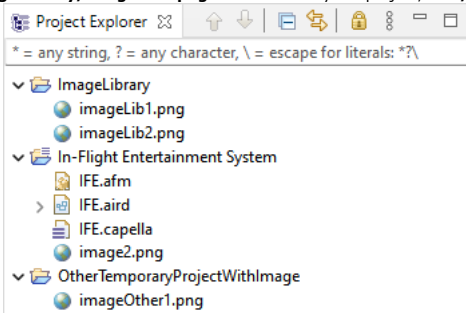 Project Explorer
* = any string, ? = any character, \ = escape for literals: *?\
ImageLibrary
imageLib1.png
imageLib2.png
In-Flight Entertainment System
IFE.afm
IFE.aird
IFE.capella
image2.png
OtherTemporaryProjectWithImage
imageOther1.png